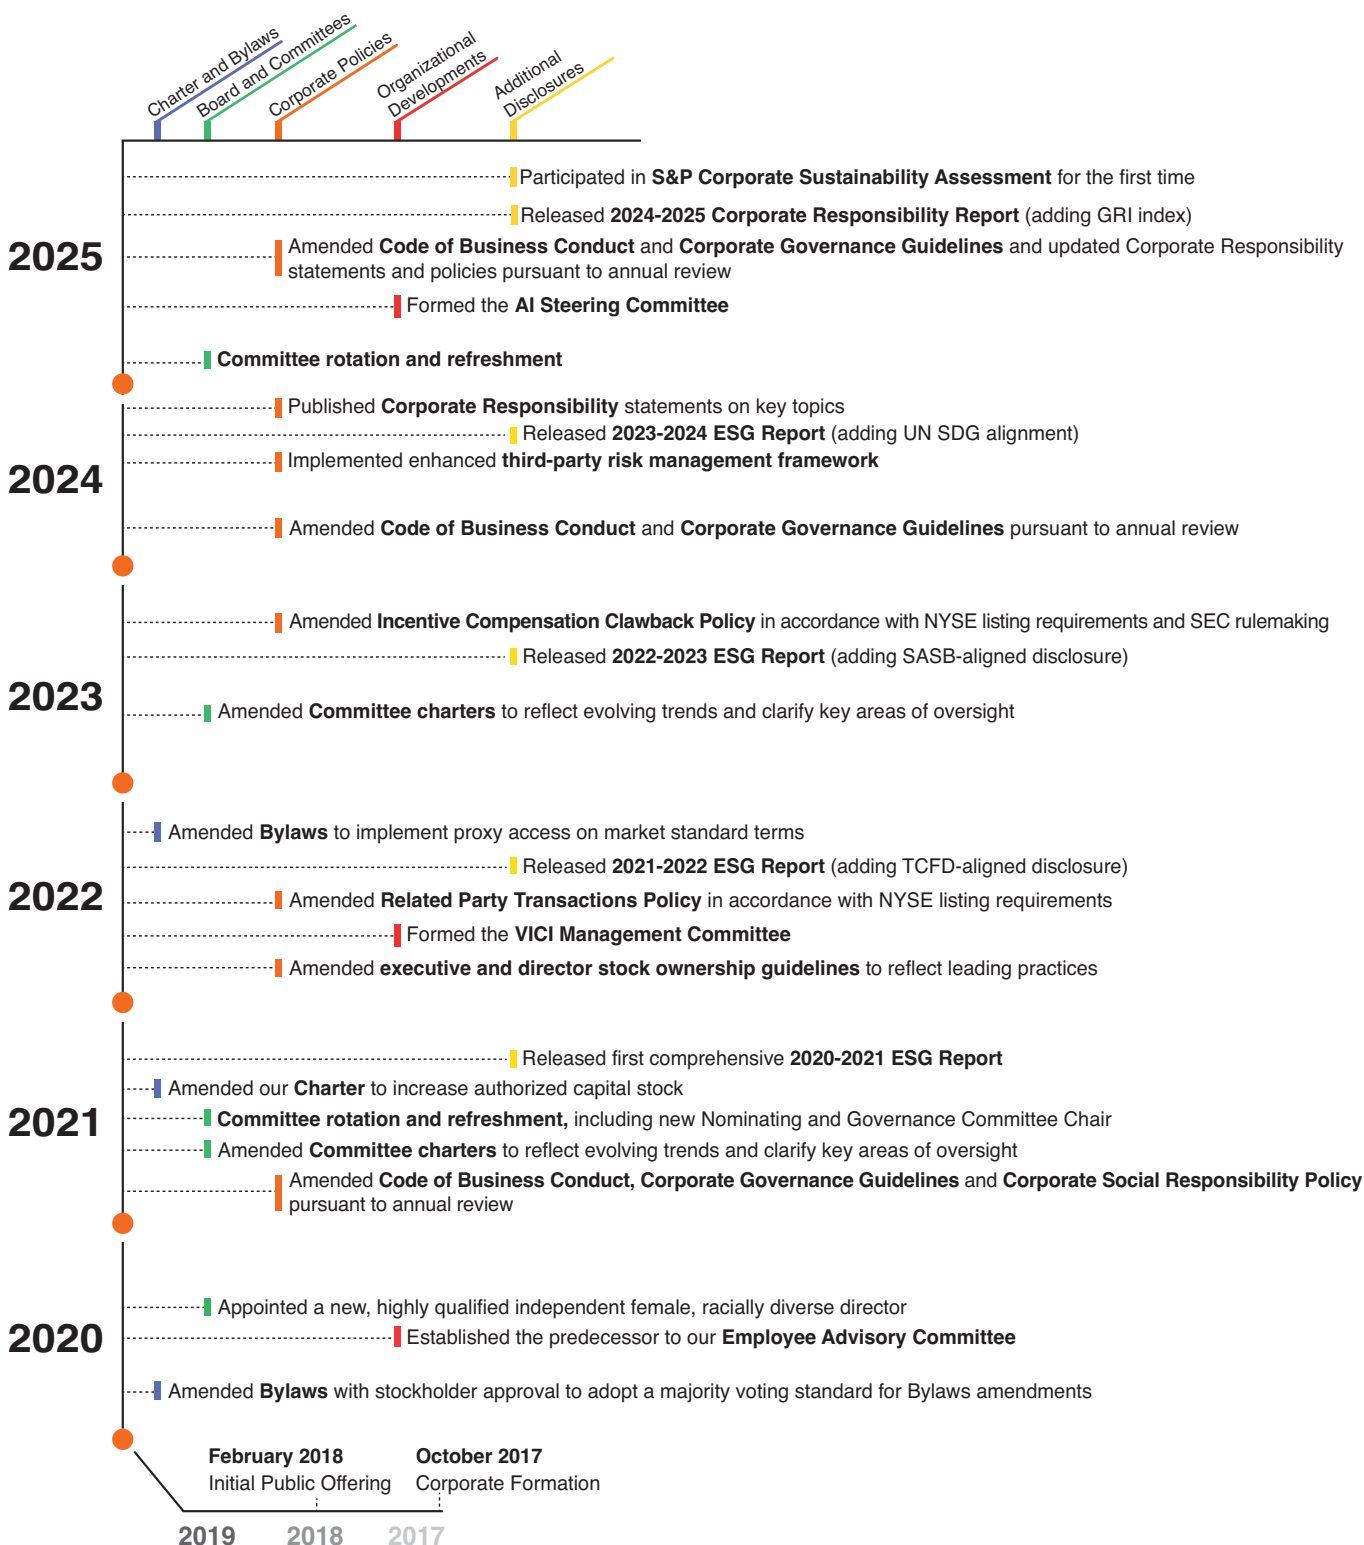 Charter and Bylaws
Board and Committees
Corporate Policies
Organizational
Developments
Additional
Disclosures
2025
Participated in S&P Corporate Sustainability Assessment for the first time
Released 2024-2025 Corporate Responsibility Report (adding GRI index)
Amended Code of Business Conduct and Corporate Governance Guidelines and updated Corporate Responsibility
statements and policies pursuant to annual review
Formed the AI Steering Committee
Committee rotation and refreshment
2024
Published Corporate Responsibility statements on key topics
Released 2023-2024 ESG Report (adding UN SDG alignment)
Implemented enhanced third-party risk management framework
Amended Code of Business Conduct and Corporate Governance Guidelines pursuant to annual review
2023
Amended Incentive Compensation Clawback Policy in accordance with NYSE listing requirements and SEC rulemaking
Released 2022-2023 ESG Report (adding SASB-aligned disclosure)
Amended Committee charters to reflect evolving trends and clarify key areas of oversight
2022
Amended Bylaws to implement proxy access on market standard terms
Released 2021-2022 ESG Report (adding TCFD-aligned disclosure)
Amended Related Party Transactions Policy in accordance with NYSE listing requirements
Formed the VICI Management Committee
Amended executive and director stock ownership guidelines to reflect leading practices
2021
Released first comprehensive 2020-2021 ESG Report
Amended our Charter to increase authorized capital stock
Committee rotation and refreshment, including new Nominating and Governance Committee Chair
Amended Committee charters to reflect evolving trends and clarify key areas of oversight
Amended Code of Business Conduct, Corporate Governance Guidelines and Corporate Social Responsibility Policy
pursuant to annual review
2020
Appointed a new, highly qualified independent female, racially diverse director
Established the predecessor to our Employee Advisory Committee
Amended Bylaws with stockholder approval to adopt a majority voting standard for Bylaws amendments
February 2018
Initial Public Offering
October 2017
Corporate Formation
2019 2018 2017